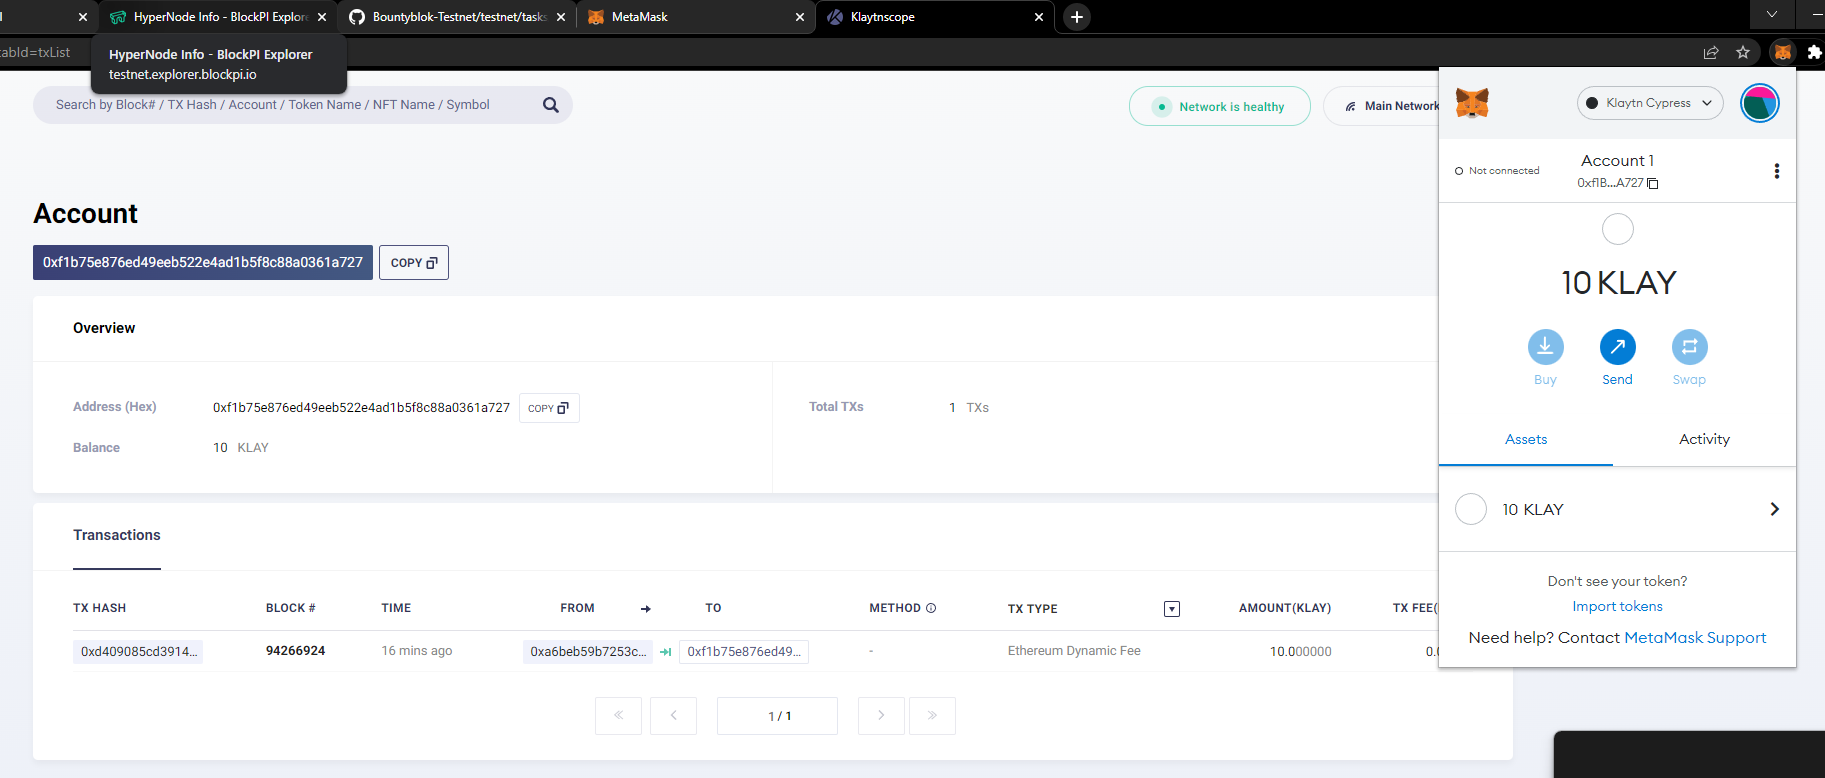 HyperNode Info - BlockPI Explore
Bountyblok-Testnet/testnet/tasks
MetaMask
Klaytnscope
abId=txList
HyperNode Info - BlockPI Explorer
testnet.explorer.blockpi.io
Search by Block# / TX Hash / Account / Token Name / NFT Name / Symbol
Network is healthy
Main Network
Klaytn Cypress
Not connected
Account 1
0xf1B...A727
Account
0xf1b75e876ed49eeb522e4ad1b5f8c88a0361a727
COPY
10 KLAY
Overview
Buy
Send
Swap
Address (Hex)
0xf1b75e876ed49eeb522e4ad1b5f8c88a0361a727
COPY
Total TXs
1 TXs
Balance
10 KLAY
Assets
Activity
10 KLAY
Transactions
Don't see your token?
Import tokens
Need help? Contact MetaMask Support
TX HASH BLOCK # TIME FROM TO METHOD TX TYPE AMOUNT(KLAY) TX FEE(
0xd409085cd3914... 94266924 16 mins ago 0xa6beb59b7253c... 0xf1b75e876ed49... - Ethereum Dynamic Fee 10.000000 0.
1 / 1